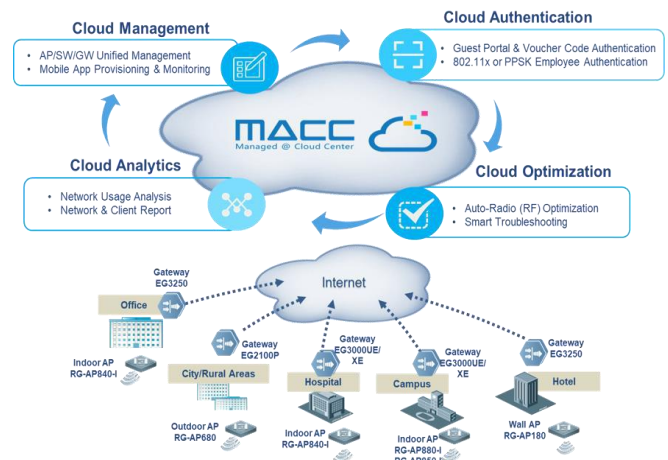 Cloud Management
• AP/SW/GW Unified Management
• Mobile App Provisioning & Monitoring
Cloud Authentication
• Guest Portal & Voucher Code Authentication
• 802.11x or PPSK Employee Authentication
MACC
Managed @ Cloud Center
Cloud Analytics
• Network Usage Analysis
• Network & Client Report
Cloud Optimization
• Auto-Radio (RF) Optimization
• Smart Troubleshooting
Internet
Gateway
EG3250
Office
Indoor AP
RG-AP840-I
Gateway
EG2100P
City/Rural Areas
Outdoor AP
RG-AP680
Gateway
EG3000UE/
XE
Hospital
Indoor AP
RG-AP840-I
Gateway
EG3000UE/
XE
Campus
Indoor AP
RG-AP880-I
RG-AP850-I
Gateway
EG3250
Hotel
Wall AP
RG-AP180